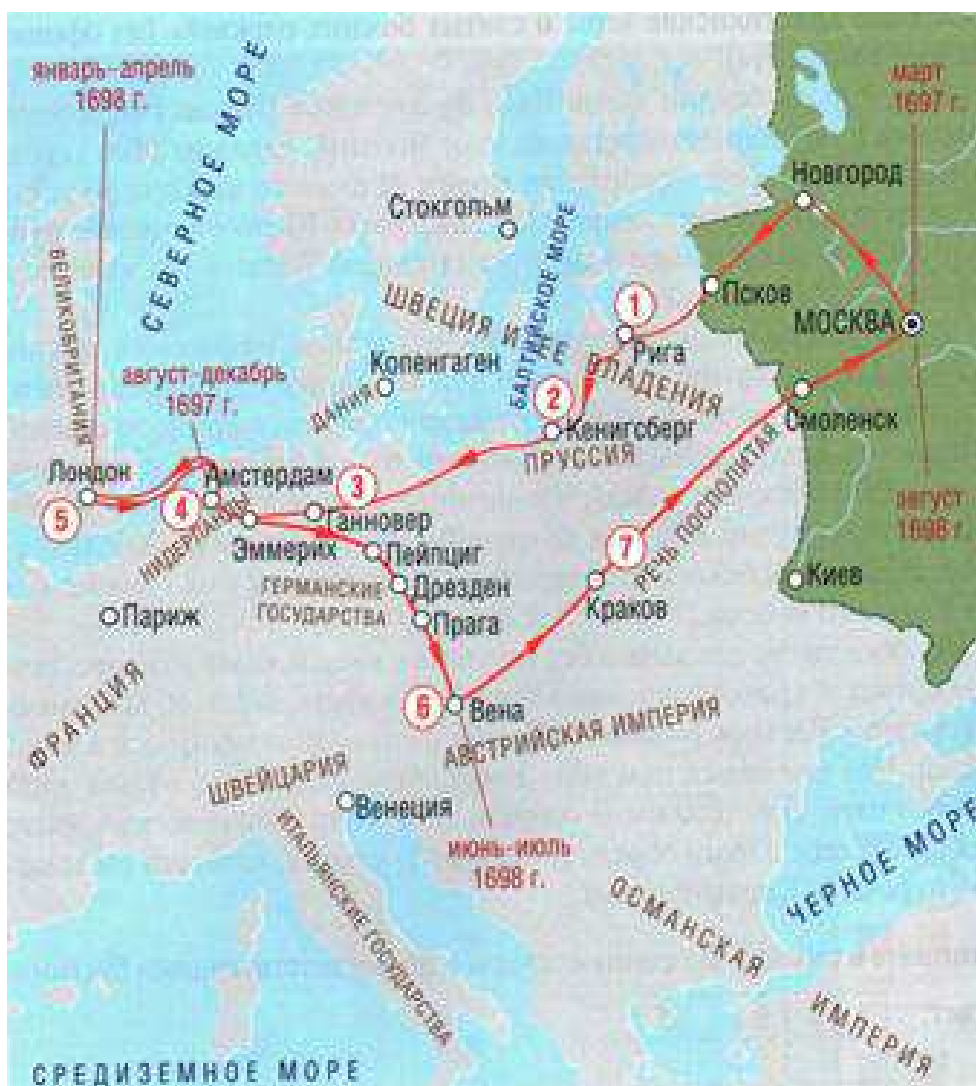 январь-апрель
1698 г.
СЕВЕРНОЕ МОРЕ
март
1697 г.
Новгород
Стокгольм
БАЛТИЙСКОЕ МОРЕ
ВЕЛИКОБРИТАНИЯ
1
Псков
МОСКВА
ШВЕЦИЯ И ЕЕ
ВЛАДЕНИЯ
Рига
Копенгаген
ДАНИЯ
август-декабрь
1697 г.
2
Кенигсберг
ПРУССИЯ
Смоленск
Лондон
5
Амстердам
4
3
Ганновер
НИДЕРЛАНДЫ
Эммерих
Лейпциг
август
1698 г.
7
РЕЧЬ ПОСПОЛИТАЯ
Киев
ГЕРМАНСКИЕ
ГОСУДАРСТВА
Дрезден
Краков
Париж
Прага
ФРАНЦИЯ
6
Вена
АВСТРИЙСКАЯ ИМПЕРИЯ
ШВЕЙЦАРИЯ
Венеция
ИТАЛЬЯНСКИЕ ГОСУДАРСТВА
июнь-июль
1698 г.
ЧЕРНОЕ МОРЕ
ОСМАНСКАЯ
ИМПЕРИЯ
СРЕДИЗЕМНОЕ МОРЕ